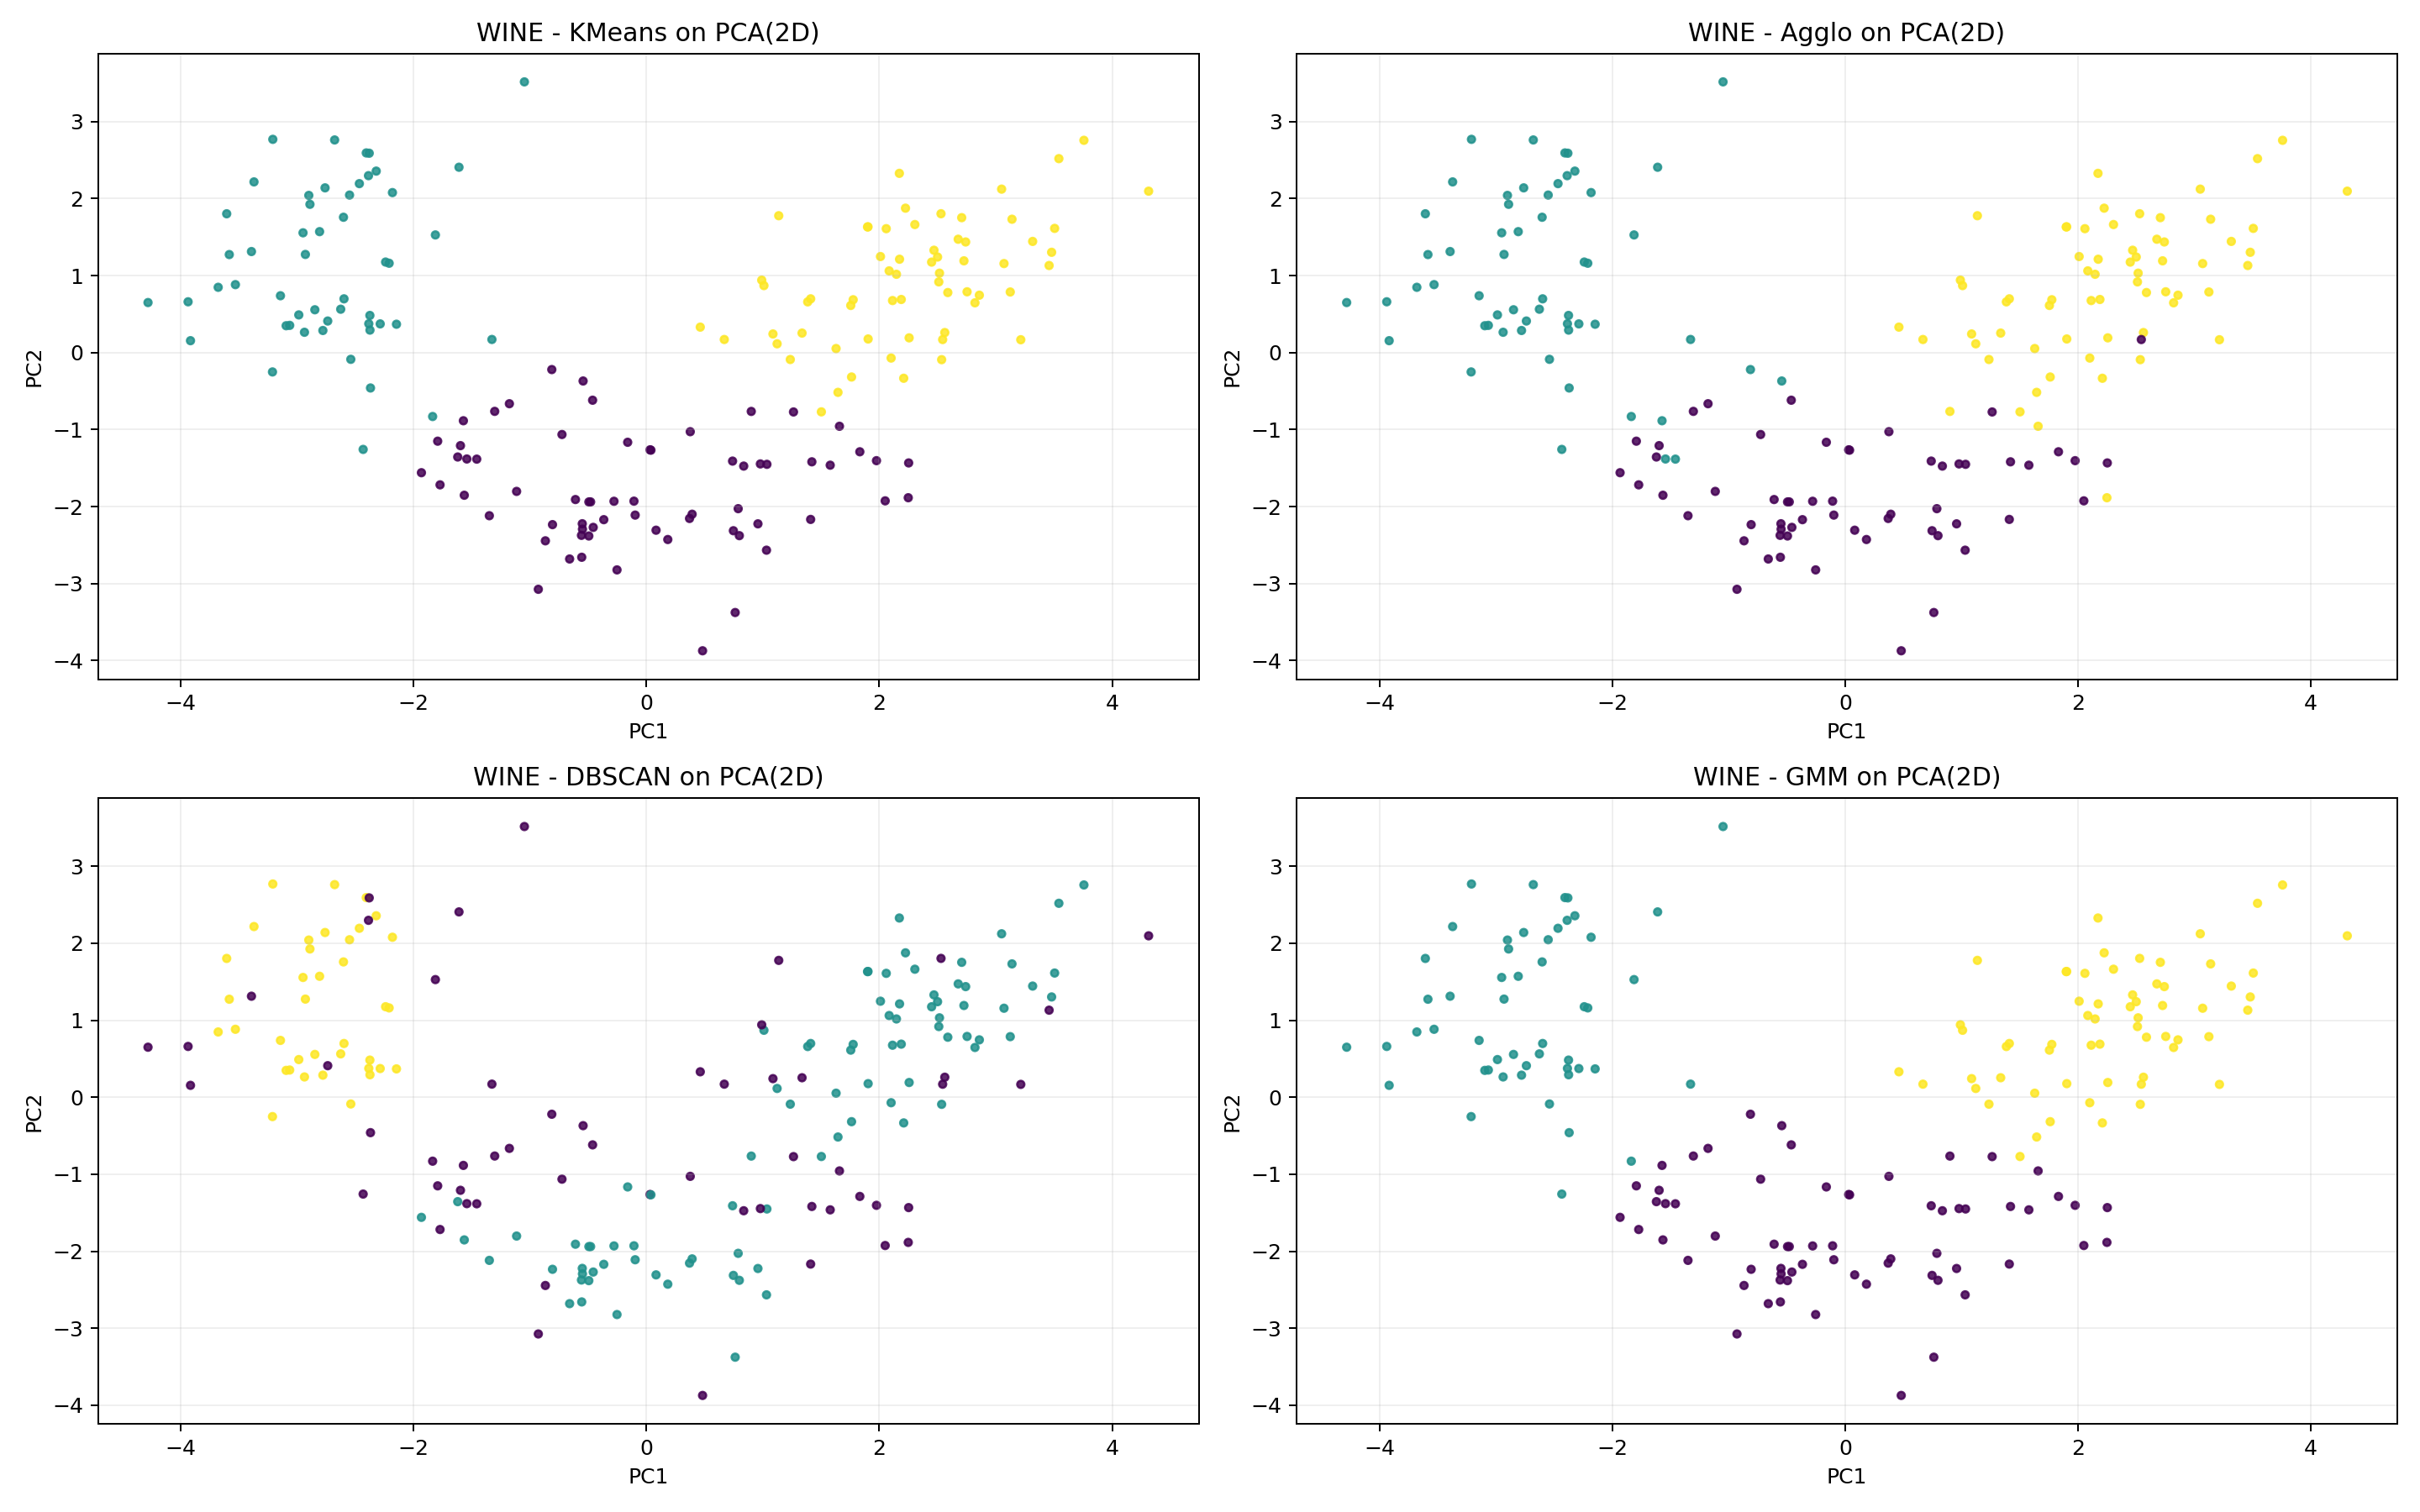 WINE - KMeans on PCA(2D)
3
2
1
0
−1
−2
−3
−4
PC2
−4 −2 0 2 4
PC1
WINE - Agglo on PCA(2D)
3
2
1
0
−1
−2
−3
−4
PC2
−4 −2 0 2 4
PC1
WINE - DBSCAN on PCA(2D)
3
2
1
0
−1
−2
−3
−4
PC2
−4 −2 0 2 4
PC1
WINE - GMM on PCA(2D)
3
2
1
0
−1
−2
−3
−4
PC2
−4 −2 0 2 4
PC1